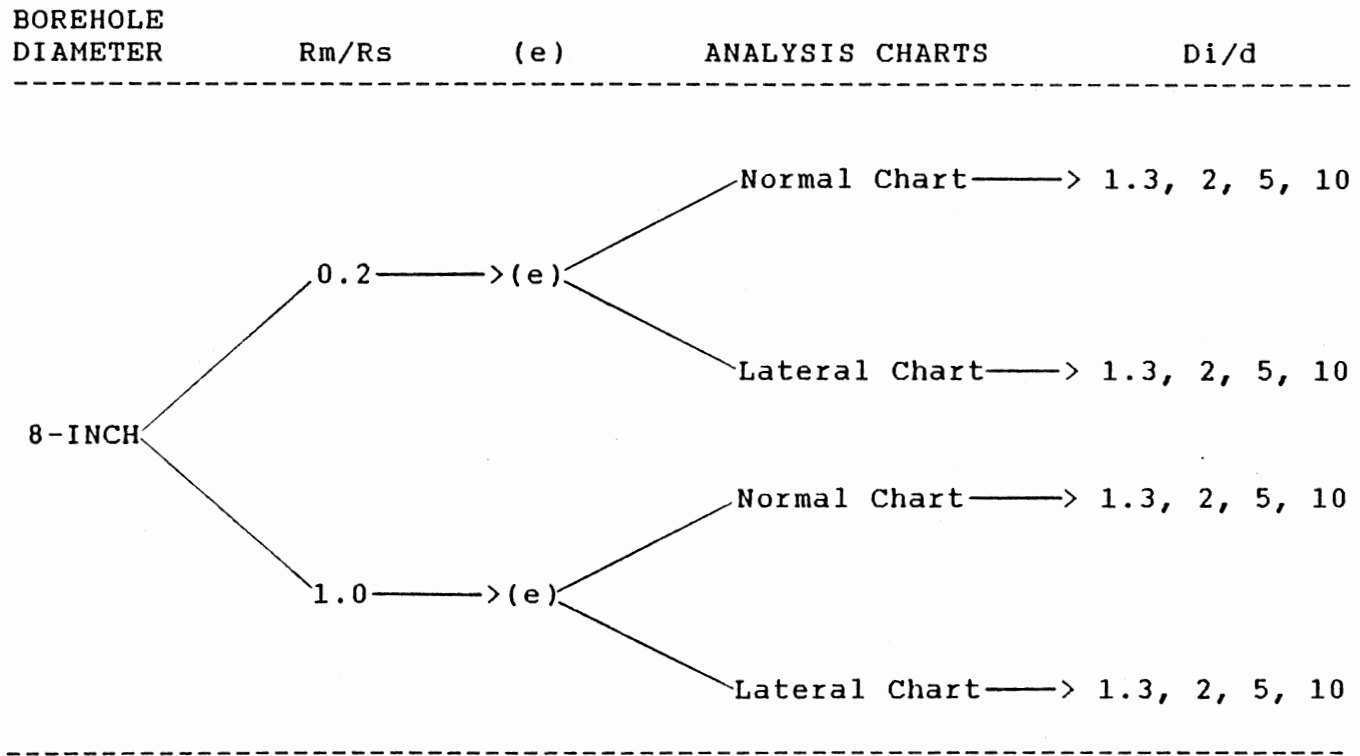 BOREHOLE
DIAMETER Rm/Rs (e) ANALYSIS CHARTS Di/d
Normal Chart > 1.3, 2, 5, 10
0.2 >(e)
Lateral Chart > 1.3, 2, 5, 10
8-INCH
Normal Chart > 1.3, 2, 5, 10
1.0 >(e)
Lateral Chart > 1.3, 2, 5, 10